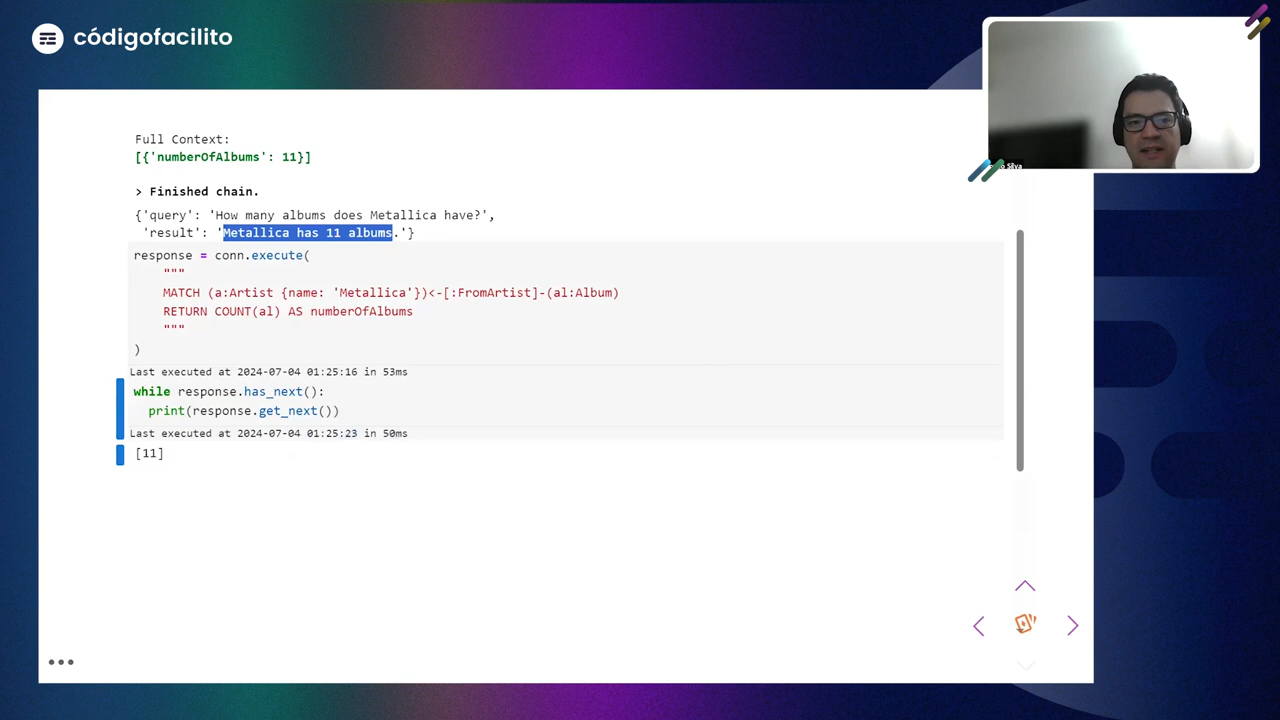 códigofacilito
Full Context:
[{'numberOfAlbums': 11}]
> Finished chain.
{'query': 'How many albums does Metallica have?',
'result': 'Metallica has 11 albums.'}
response = conn.execute(
"""
MATCH (a:Artist {name: 'Metallica'})<-[:FromArtist]-(al:Album)
RETURN COUNT(al) AS numberOfAlbums
"""
)
Last executed at 2024-07-04 01:25:16 in 53ms
while response.has_next():
print(response.get_next())
Last executed at 2024-07-04 01:25:23 in 50ms
[11]
Silva